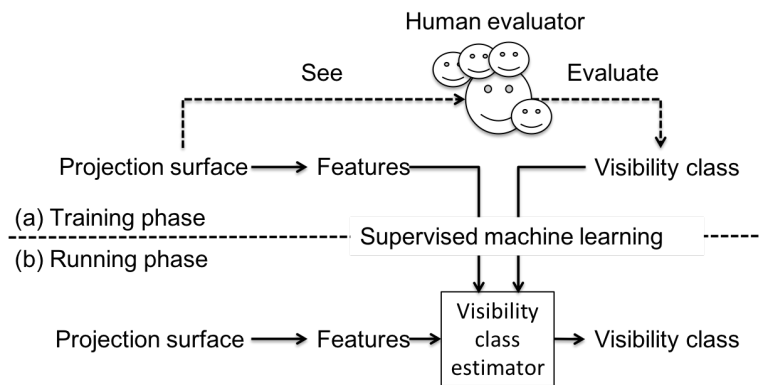 Human evaluator
See
Evaluate
Projection surface
Features
Visibility class
(a) Training phase
Supervised machine learning
(b) Running phase
Projection surface
Features
Visibility
class
estimator
Visibility class